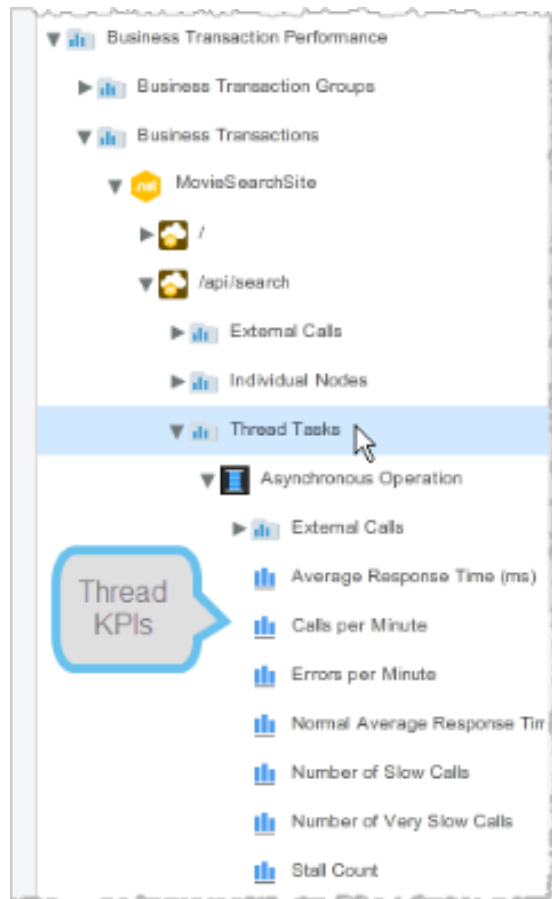 Business Transaction Performance
Business Transaction Groups
Business Transactions
.net MovieSearchSite
/
/api/search
External Calls
Individual Nodes
Thread Tasks
Asynchronous Operation
External Calls
Average Response Time (ms)
Thread
KPIs
Calls per Minute
Errors per Minute
Normal Average Response Tim
Number of Slow Calls
Number of Very Slow Calls
Stall Count